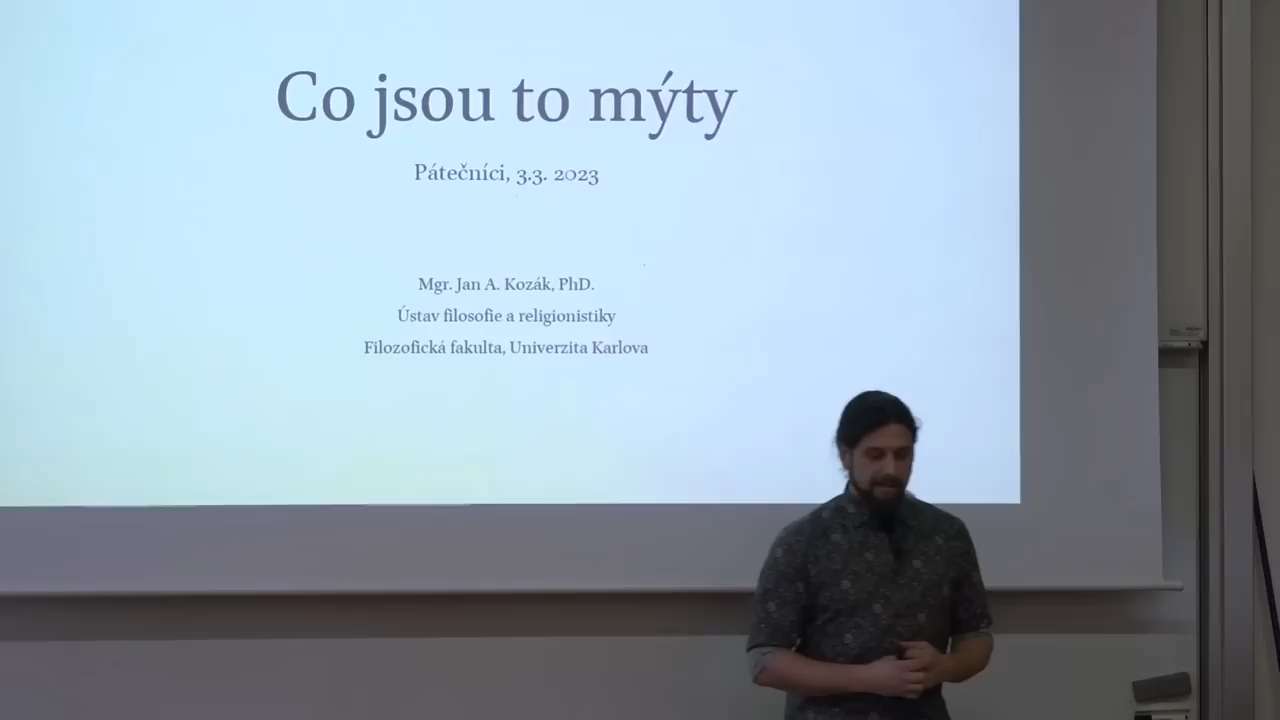 Co jsou to mýty
Pátečníci, 3.3. 2023
Mgr. Jan A. Kozák, PhD.
Ústav filosofie a religionistiky
Filozofická fakulta, Univerzita Karlova